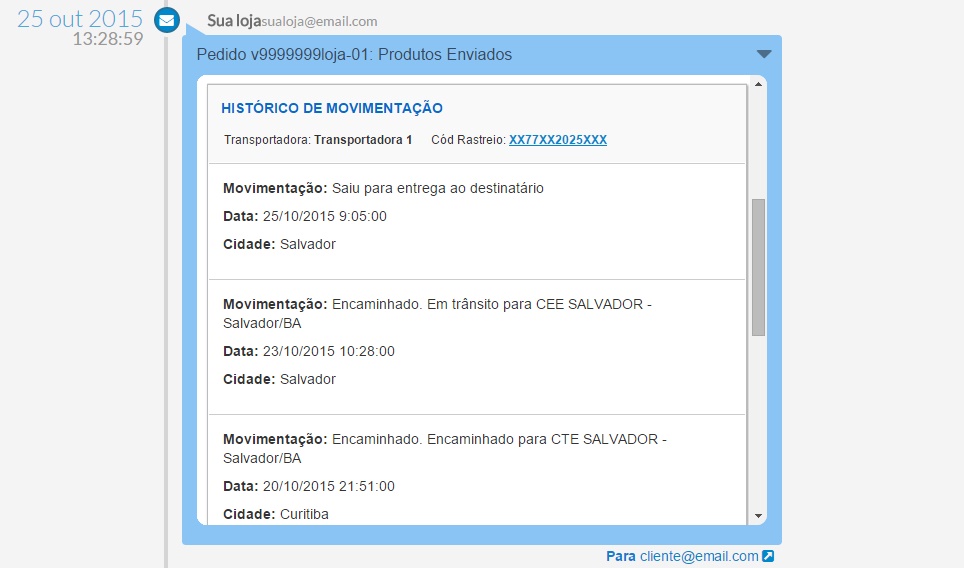 25 out 2015
13:28:59
Sua lojasualoja@email.com
Pedido v9999999loja-01: Produtos Enviados
HISTÓRICO DE MOVIMENTAÇÃO
Transportadora: Transportadora 1 Cód Rastreio: XX77XX2025XXX
Movimentação: Saiu para entrega ao destinatário
Data: 25/10/2015 9:05:00
Cidade: Salvador
Movimentação: Encaminhado. Em trânsito para CEE SALVADOR -
Salvador/BA
Data: 23/10/2015 10:28:00
Cidade: Salvador
Movimentação: Encaminhado. Encaminhado para CTE SALVADOR -
Salvador/BA
Data: 20/10/2015 21:51:00
Cidade: Curitiba
Para cliente@email.com